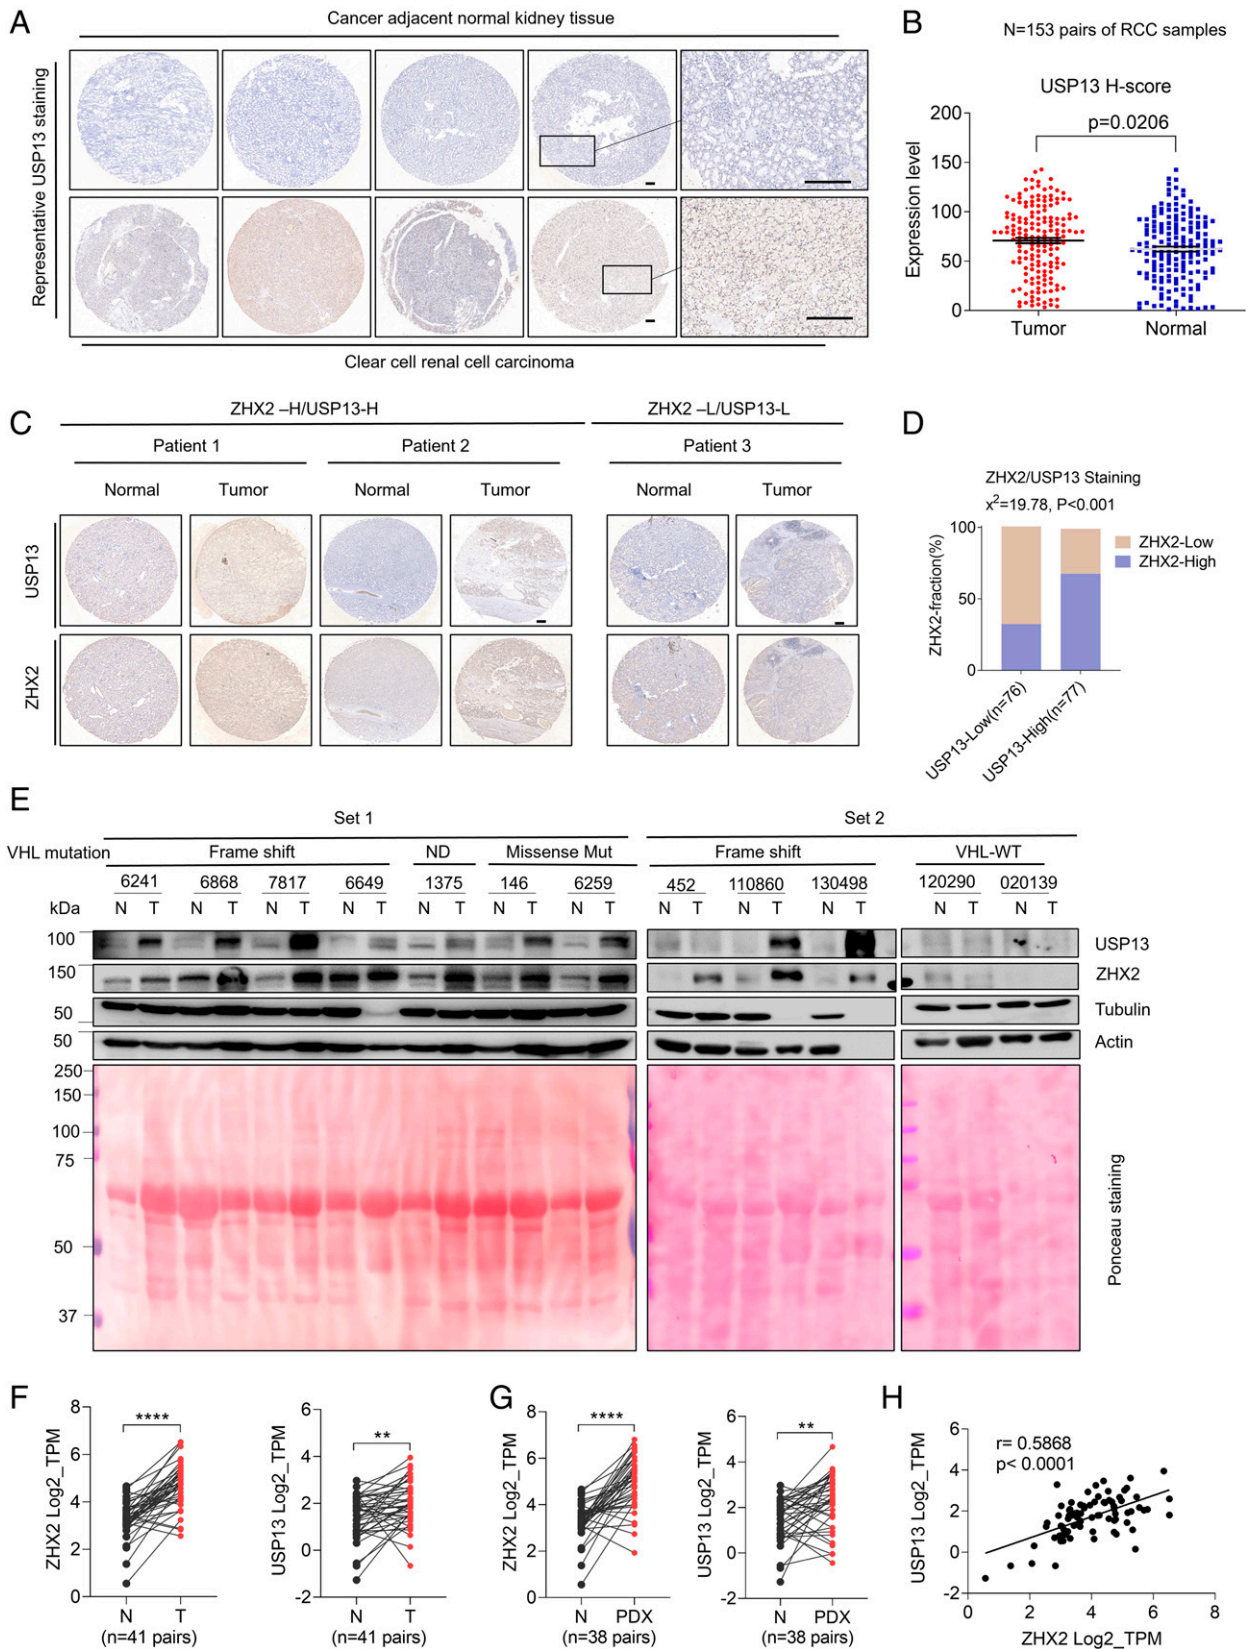 A
Cancer adjacent normal kidney tissue
Representative USP13 staining
Clear cell renal cell carcinoma
B
N=153 pairs of RCC samples
USP13 H-score
p=0.0206
Expression level
200
150
100
50
0
Tumor Normal
C
ZHX2 –H/USP13-H ZHX2 –L/USP13-L
Patient 1 Patient 2 Patient 3
Normal Tumor Normal Tumor Normal Tumor
USP13
ZHX2
D
ZHX2/USP13 Staining
x²=19.78, P<0.001
ZHX2-fraction(%)
100
50
0
ZHX2-Low
ZHX2-High
USP13-Low(n=76)
USP13-High(n=77)
E
Set 1 Set 2
VHL mutation Frame shift ND Missense Mut Frame shift VHL-WT
6241 6868 7817 6649 1375 146 6259 452 110860 130498 120290 020139
N T N T N T N T N T N T N T N T N T N T N T N T
kDa
100 USP13
150 ZHX2
50 Tubulin
50 Actin
250
150
100
75
50
37
Ponceau staining
F
ZHX2 Log2_TPM
8
6
4
2
0
****
N T
(n=41 pairs)
USP13 Log2_TPM
6
4
2
0
-2
**
N T
(n=41 pairs)
G
ZHX2 Log2_TPM
8
6
4
2
0
****
N PDX
(n=38 pairs)
USP13 Log2_TPM
6
4
2
0
-2
**
N PDX
(n=38 pairs)
H
USP13 Log2_TPM
6
4
2
0
-2
r= 0.5868
p< 0.0001
0 2 4 6 8
ZHX2 Log2_TPM